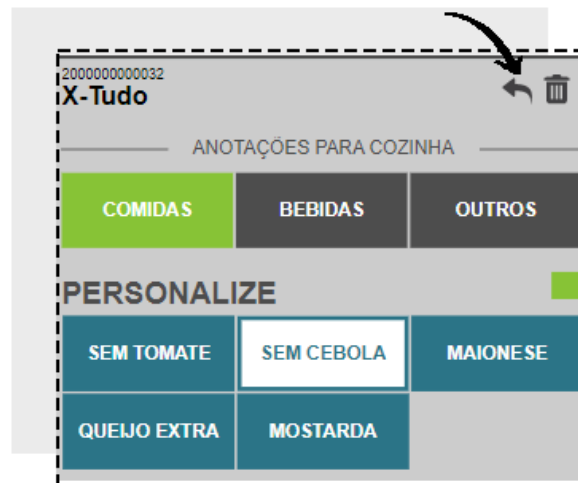 2000000000032
X-Tudo
ANOTAÇÕES PARA COZINHA
COMIDAS BEBIDAS OUTROS
PERSONALIZE
SEM TOMATE SEM CEBOLA MAIONESE
QUEIJO EXTRA MOSTARDA